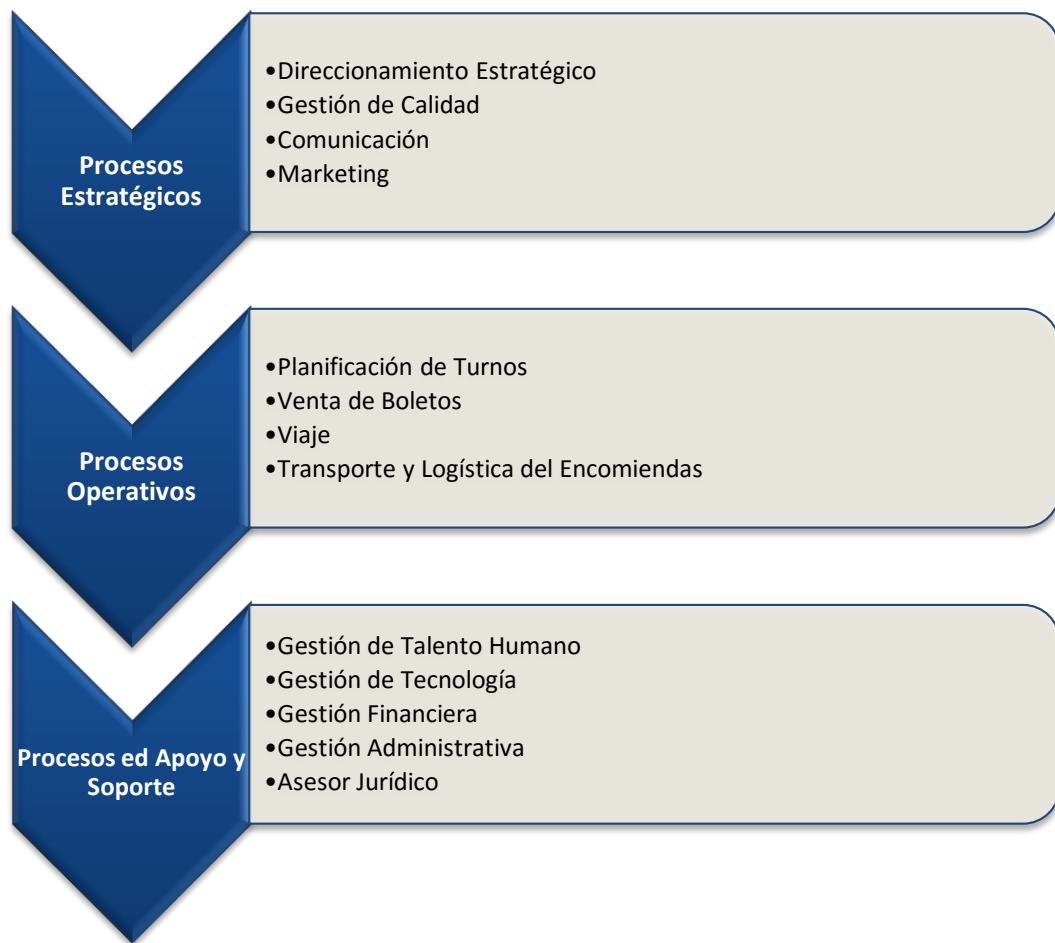 Procesos
Estratégicos
•Direccionamiento Estratégico
•Gestión de Calidad
•Comunicación
•Marketing
Procesos
Operativos
•Planificación de Turnos
•Venta de Boletos
•Viaje
•Transporte y Logística del Encomiendas
Procesos ed Apoyo y
Soporte
•Gestión de Talento Humano
•Gestión de Tecnología
•Gestión Financiera
•Gestión Administrativa
•Asesor Jurídico